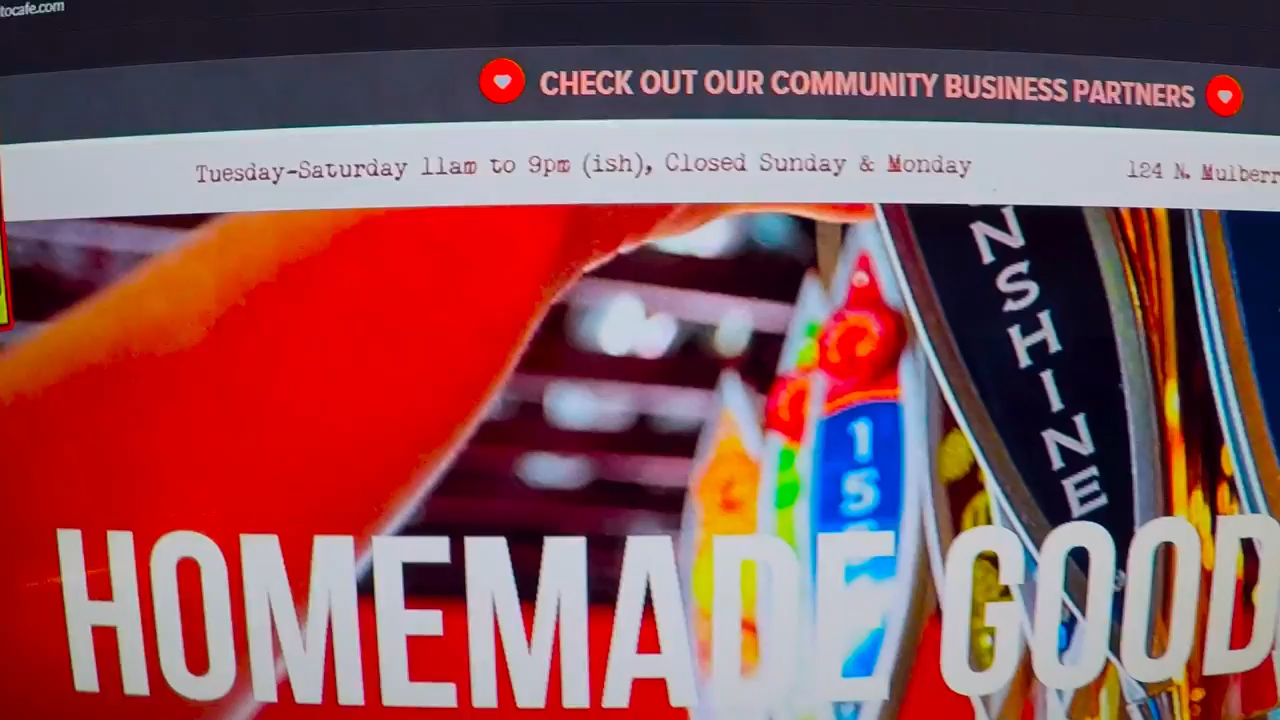 tocafe.com
CHECK OUT OUR COMMUNITY BUSINESS PARTNERS
Tuesday-Saturday 11am to 9pm (ish), Closed Sunday & Monday
124 N. Mulberr
NSHINE
15
HOMEMADE GOOD